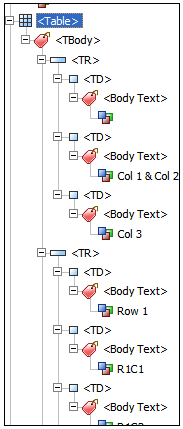 <Table>
<TBody>
<TR>
<TD>
<Body Text>
<TD>
<Body Text>
Col 1 & Col 2
<TD>
<Body Text>
Col 3
<TR>
<TD>
<Body Text>
Row 1
<TD>
<Body Text>
R1C1
<TD>
<Body Text>